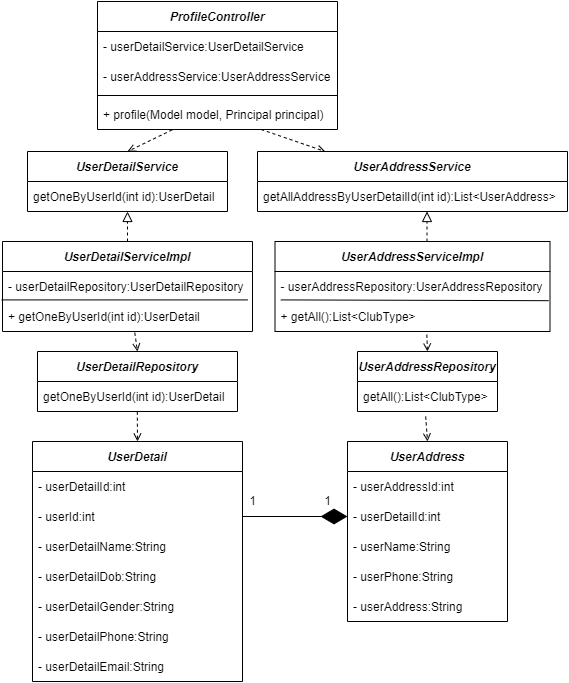 ProfileController
- userDetailService:UserDetailService
- userAddressService:UserAddressService
+ profile(Model model, Principal principal)
UserDetailService
getOneByUserId(int id):UserDetail
UserAddressService
getAllAddressByUserDetailId(int id):List<UserAddress>
UserDetailServiceImpl
- userDetailRepository:UserDetailRepository
+ getOneByUserId(int id):UserDetail
UserAddressServiceImpl
- userAddressRepository:UserAddressRepository
+ getAll():List<ClubType>
UserDetailRepository
getOneByUserId(int id):UserDetail
UserAddressRepository
getAll():List<ClubType>
UserDetail
- userDetailId:int
- userId:int
- userDetailName:String
- userDetailDob:String
- userDetailGender:String
- userDetailPhone:String
- userDetailEmail:String
1
1
UserAddress
- userAddressId:int
- userDetailId:int
- userName:String
- userPhone:String
- userAddress:String